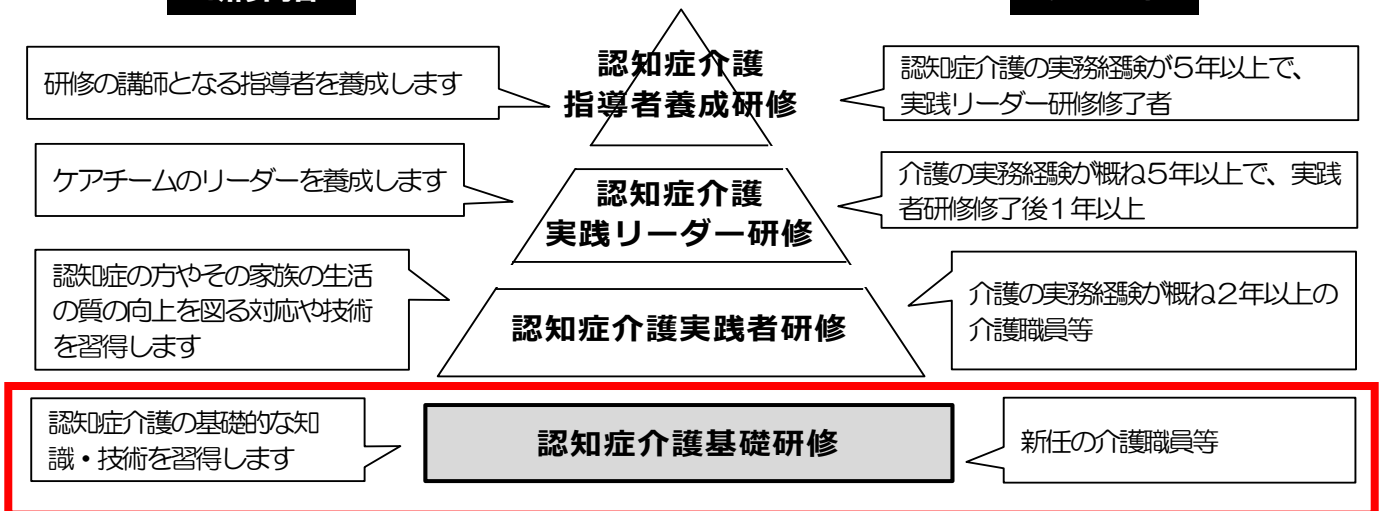 認知症介護
指導者養成研修
研修の講師となる指導者を養成します
認知症介護の実務経験が5年以上で、
実践リーダー研修修了者
ケアチームのリーダーを養成します
認知症介護
実践リーダー研修
介護の実務経験が概ね5年以上で、実践
者研修修了後1年以上
認知症の方やその家族の生活
の質の向上を図る対応や技術
を習得します
認知症介護実践者研修
介護の実務経験が概ね2年以上の
介護職員等
認知症介護の基礎的な知
識・技術を習得します
認知症介護基礎研修
新任の介護職員等